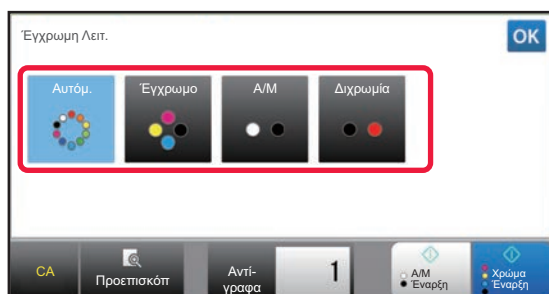 Έγχρωμη Λειτ.
OK
Αυτόμ.
Έγχρωμο
Α/Μ
Διχρωμία
CA
Προεπισκόπ
Αντί-
γραφα
1
Α/Μ
Έναρξη
Χρώμα
Έναρξη